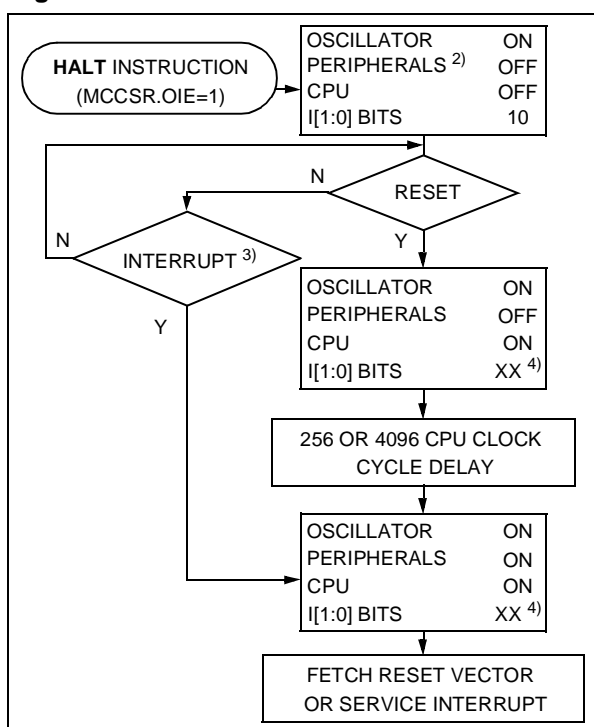 HALT INSTRUCTION
(MCCSR.OIE=1)
OSCILLATOR ON
PERIPHERALS 2) OFF
CPU OFF
I[1:0] BITS 10
N
RESET
N
INTERRUPT 3)
Y
Y
OSCILLATOR ON
PERIPHERALS OFF
CPU ON
I[1:0] BITS XX 4)
256 OR 4096 CPU CLOCK
CYCLE DELAY
OSCILLATOR ON
PERIPHERALS ON
CPU ON
I[1:0] BITS XX 4)
FETCH RESET VECTOR
OR SERVICE INTERRUPT